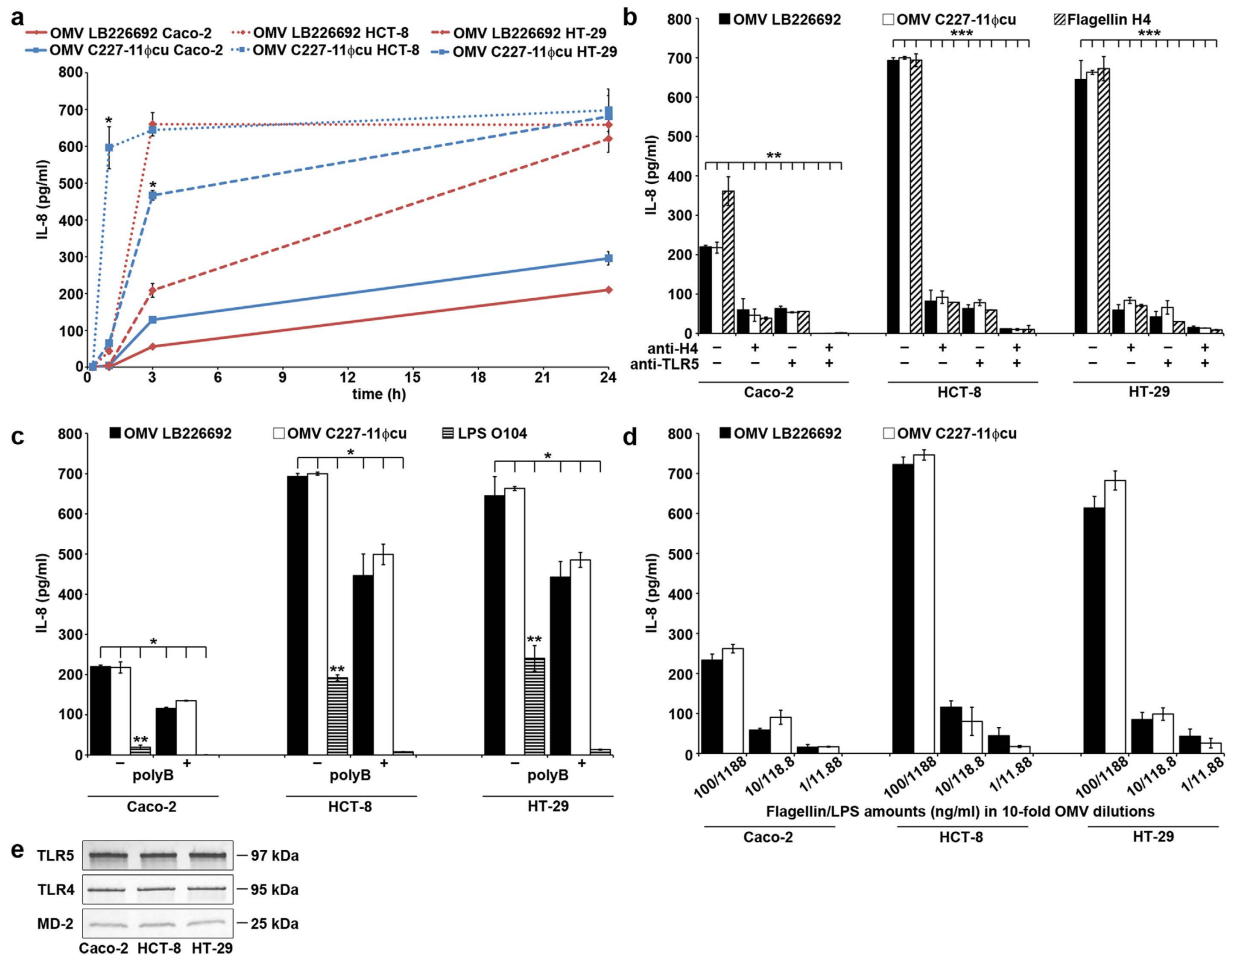 a
OMV LB226692 Caco-2 OMV LB226692 HCT-8 OMV LB226692 HT-29
OMV C227-11ϕcu Caco-2 OMV C227-11ϕcu HCT-8 OMV C227-11ϕcu HT-29
IL-8 (pg/ml)
800
700
600
500
400
300
200
100
0
* *
0 3 6 9 12 15 18 21 24
time (h)
b
OMV LB226692 OMV C227-11ϕcu Flagellin H4
IL-8 (pg/ml)
800
700
600
500
400
300
200
100
0
** *** ***
anti-H4 − + − + − + − + − + − +
anti-TLR5 − − + + − − + + − − + +
Caco-2 HCT-8 HT-29
c
OMV LB226692 OMV C227-11ϕcu LPS O104
IL-8 (pg/ml)
800
700
600
500
400
300
200
100
0
* * *
** ** **
− + − + − +
polyB polyB polyB
Caco-2 HCT-8 HT-29
d
OMV LB226692 OMV C227-11ϕcu
IL-8 (pg/ml)
800
700
600
500
400
300
200
100
0
100/1188 10/118.8 1/11.88 100/1188 10/118.8 1/11.88 100/1188 10/118.8 1/11.88
Flagellin/LPS amounts (ng/ml) in 10-fold OMV dilutions
Caco-2 HCT-8 HT-29
e
TLR5 97 kDa
TLR4 95 kDa
MD-2 25 kDa
Caco-2 HCT-8 HT-29